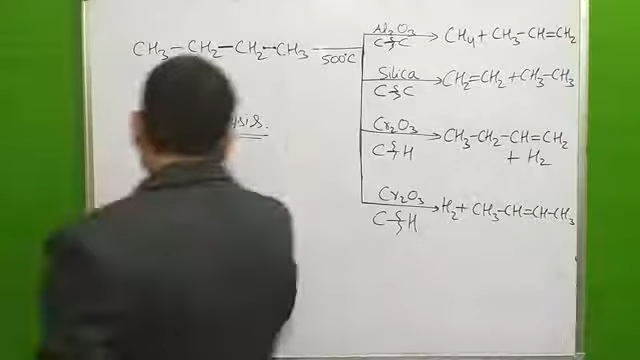 CH₃-CH₂-CH₂-CH₃ 500°C
Al₂O₃ CH₄ + CH₃-CH=CH₂
C-C
Silica CH₂=CH₂ + CH₃-CH₃
C-C
Cr₂O₃ CH₃-CH₂-CH=CH₂
C-H + H₂
Cr₂O₃ H₂ + CH₃-CH=CH-CH₃
C-H